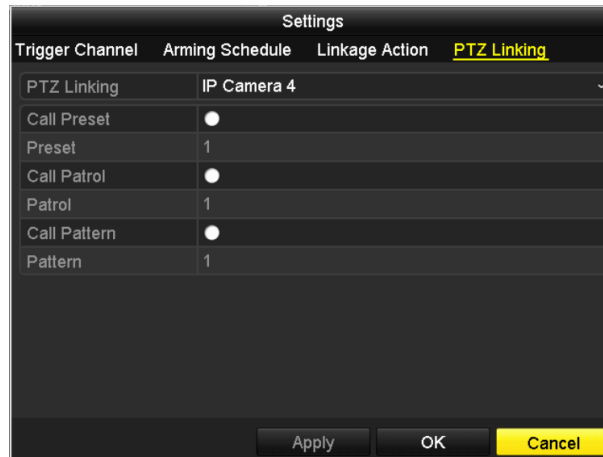 Settings
Trigger Channel Arming Schedule Linkage Action PTZ Linking
PTZ Linking IP Camera 4
Call Preset
Preset 1
Call Patrol
Patrol 1
Call Pattern
Pattern 1
Apply OK Cancel